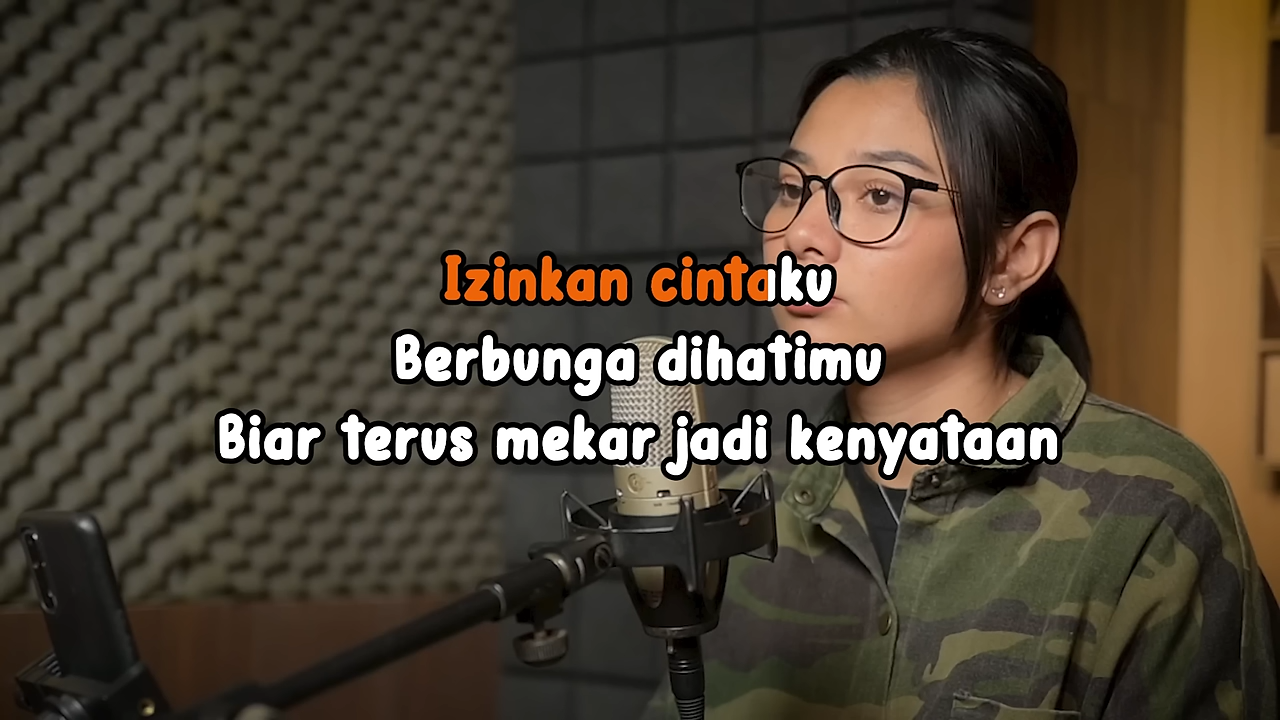 Izinkan cintaku
Berbunga dihatimu
Biar terus mekar jadi kenyataan